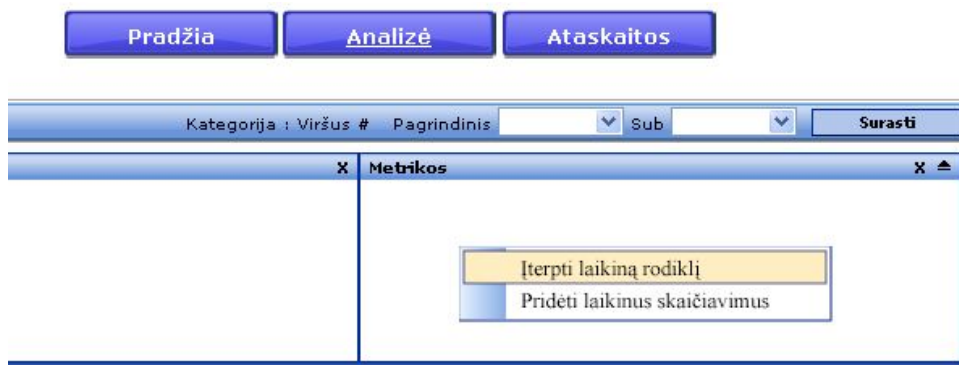 Pradžia Analizė Ataskaitos
Kategorija : Viršus # Pagrindinis Sub Surasti
X Metrikos X
Įterpti laikiną rodiklį
Pridėti laikinus skaičiavimus